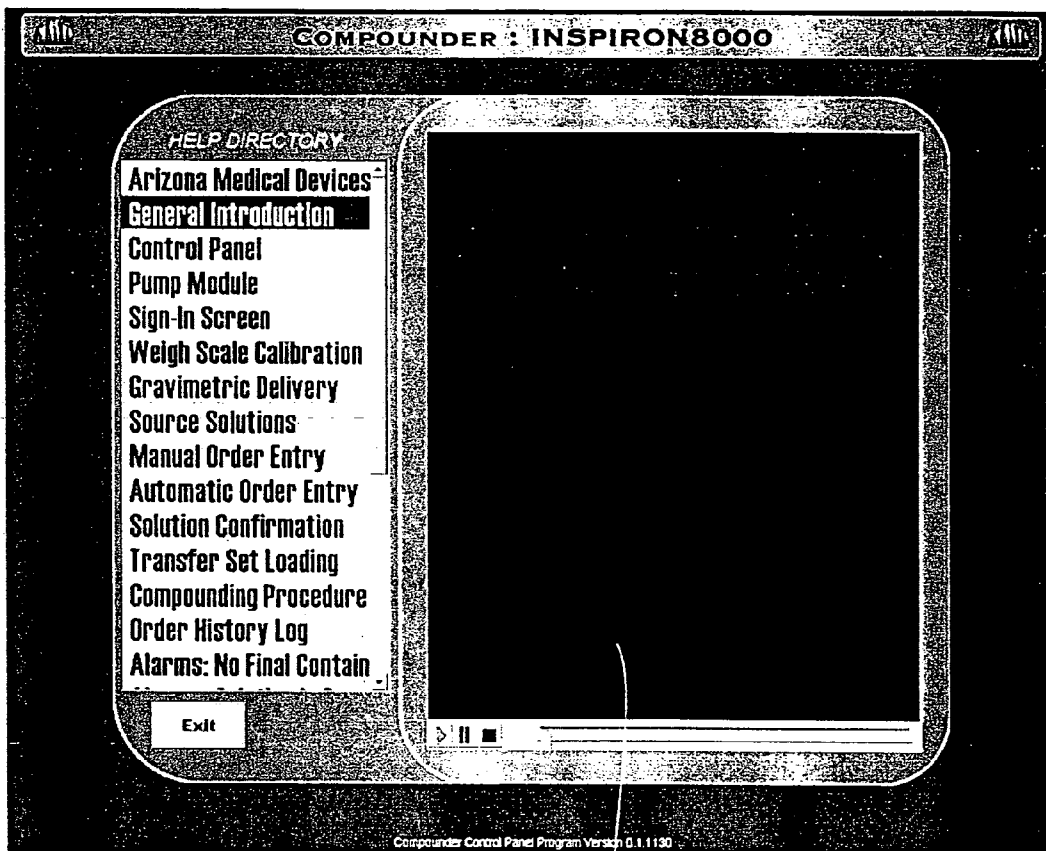 COMPOUNDER : INSPIRON8000
HELP DIRECTORY
Arizona Medical Devices
General Introduction
Control Panel
Pump Module
Sign-In Screen
Weigh Scale Calibration
Gravimetric Delivery
Source Solutions
Manual Order Entry
Automatic Order Entry
Solution Confirmation
Transfer Set Loading
Compounding Procedure
Order History Log
Alarms: No Final Contain
Exit
Compounder Control Panel Program Version 0.1.1130